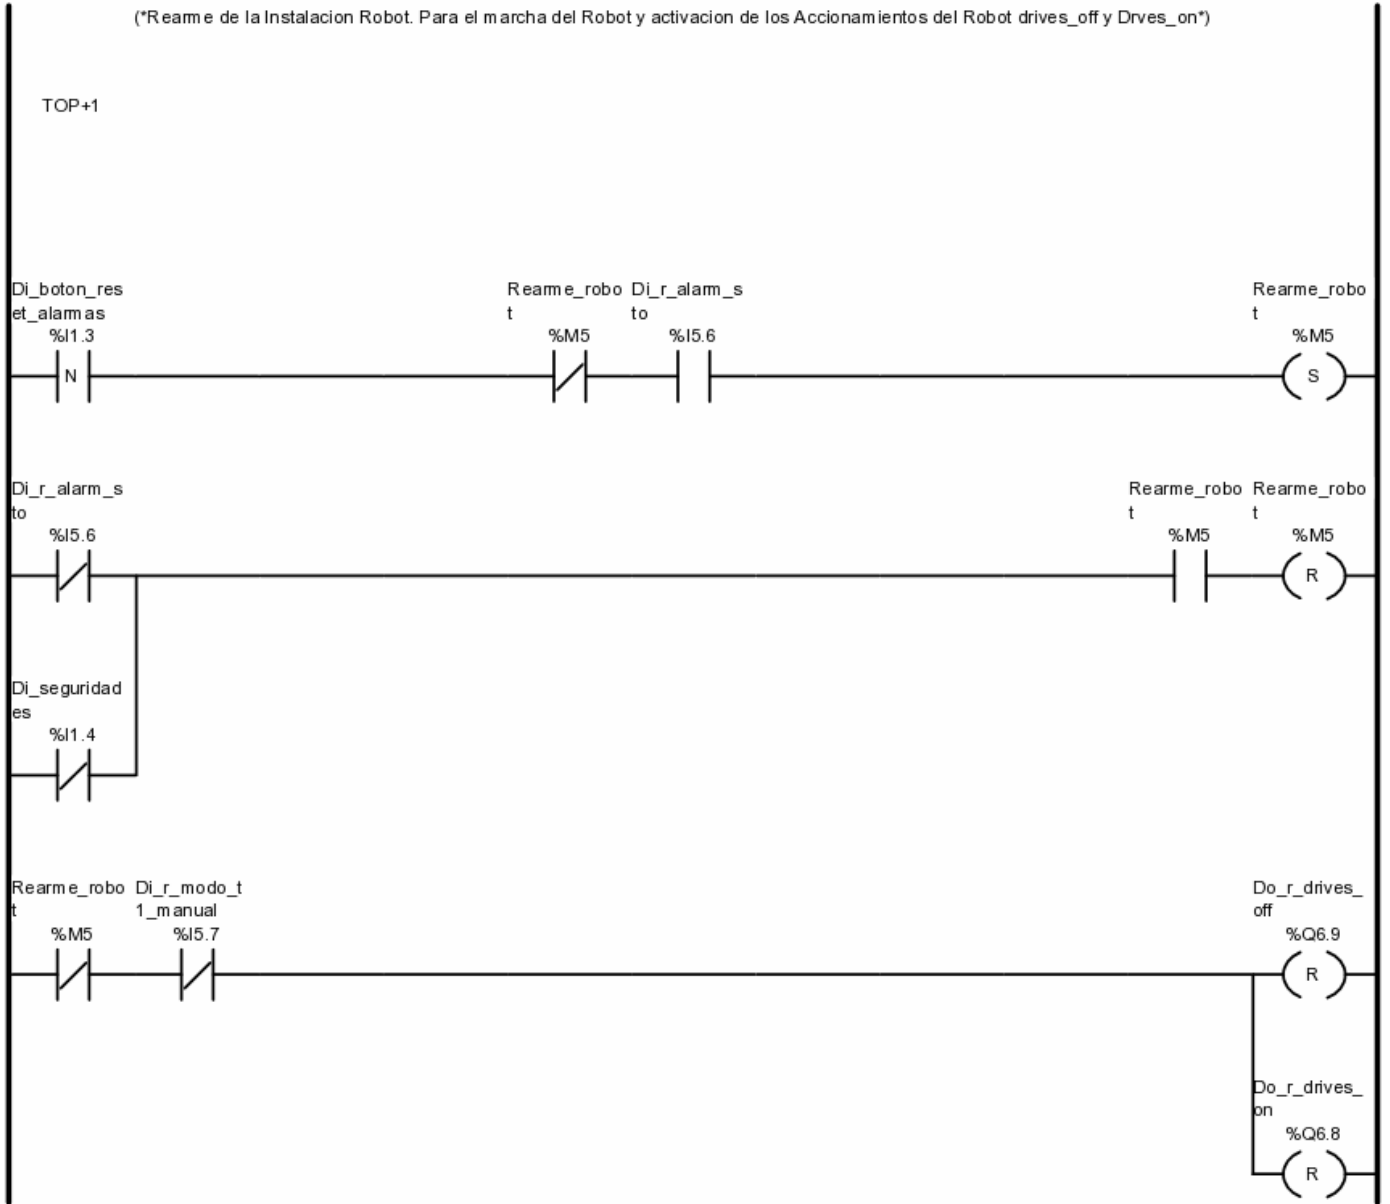 (*Rearme de la Instalacion Robot. Para el marcha del Robot y activacion de los Accionamientos del Robot drives_off y Drves_on*)
TOP+1
Di_boton_res
et_alarmas
%I1.3
N
Rearme_robo
t
%M5
Di_r_alarm_s
to
%I5.6
Rearme_robo
t
%M5
S
Di_r_alarm_s
to
%I5.6
Rearme_robo
t
%M5
Rearme_robo
t
%M5
R
Di_seguridad
es
%I1.4
Rearme_robo
t
%M5
Di_r_modo_t
1_manual
%I5.7
Do_r_drives_
off
%Q6.9
R
Do_r_drives_
on
%Q6.8
R